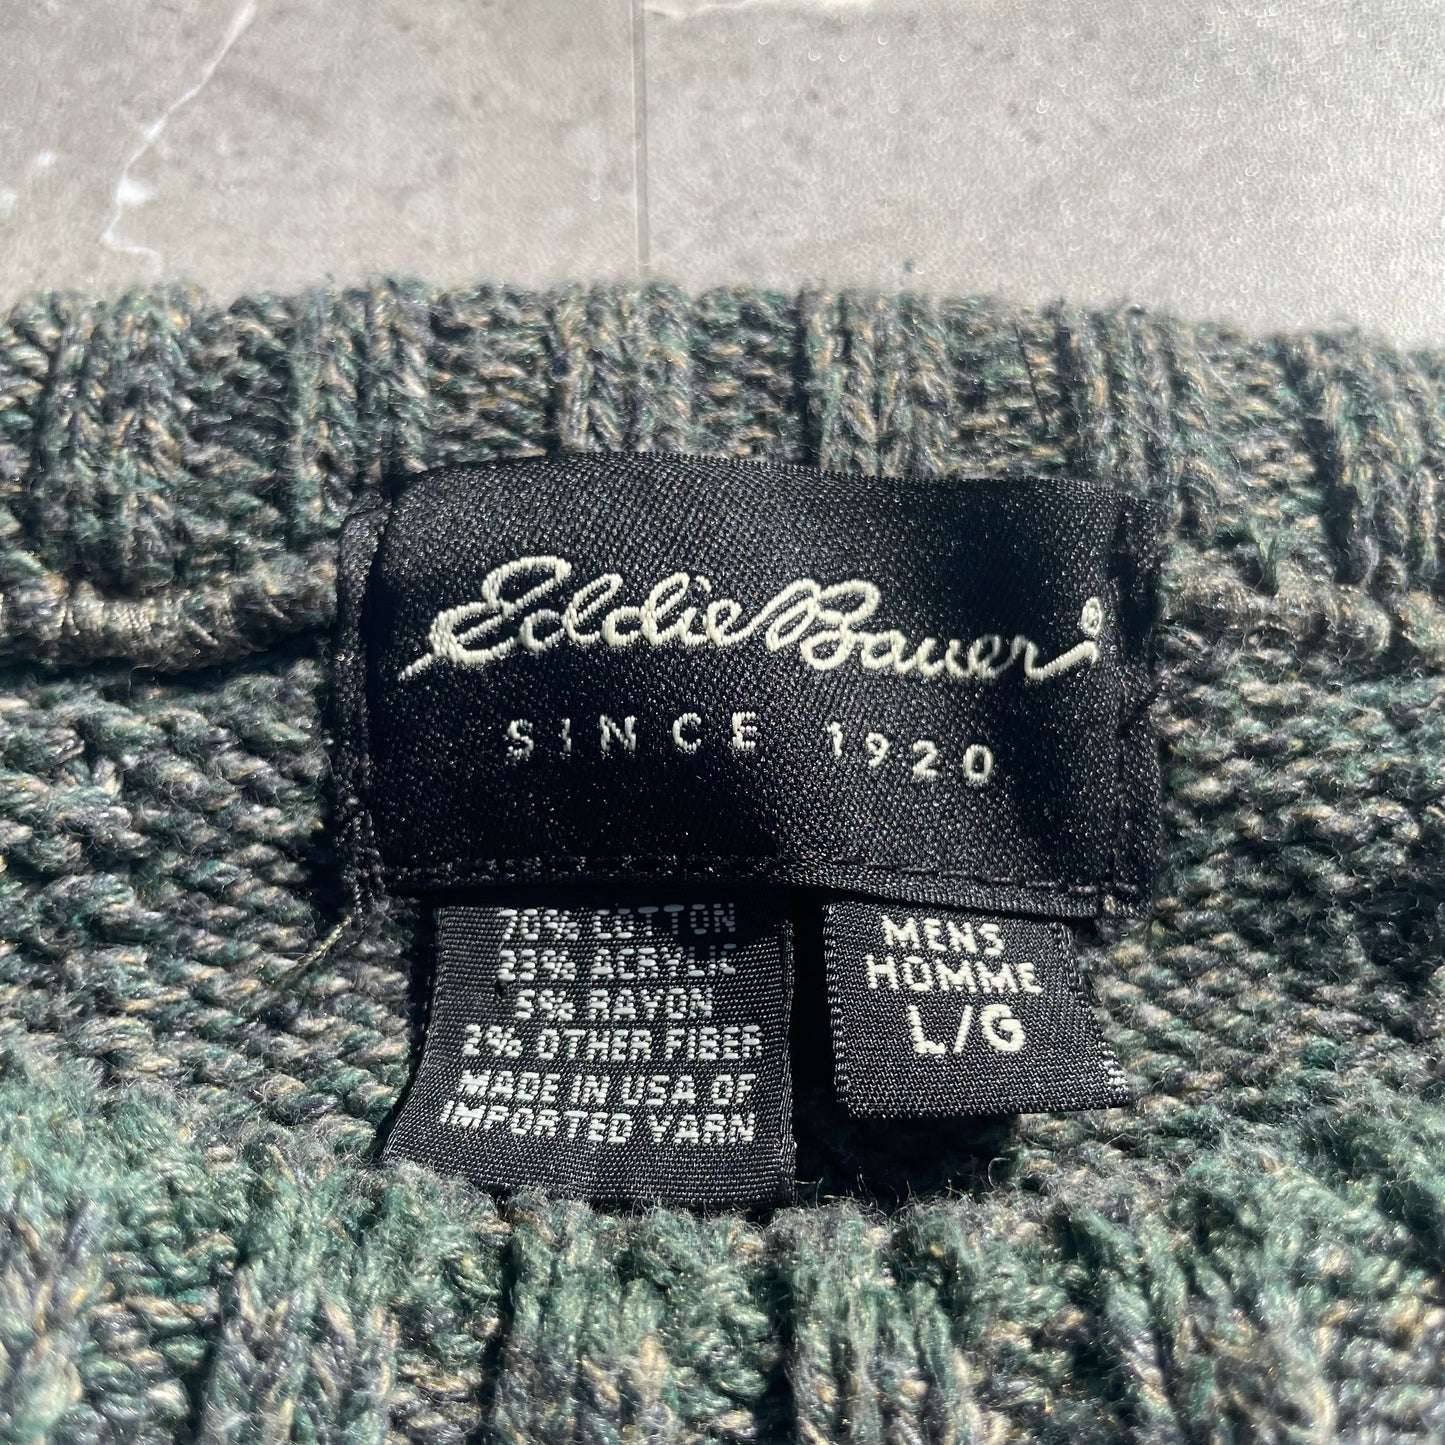 Eddie Bauer®
SINCE 1920
70% COTTON
23% ACRYLIC
5% RAYON
2% OTHER FIBER
MADE IN USA OF
IMPORTED YARN
MENS
HOMME
L/G